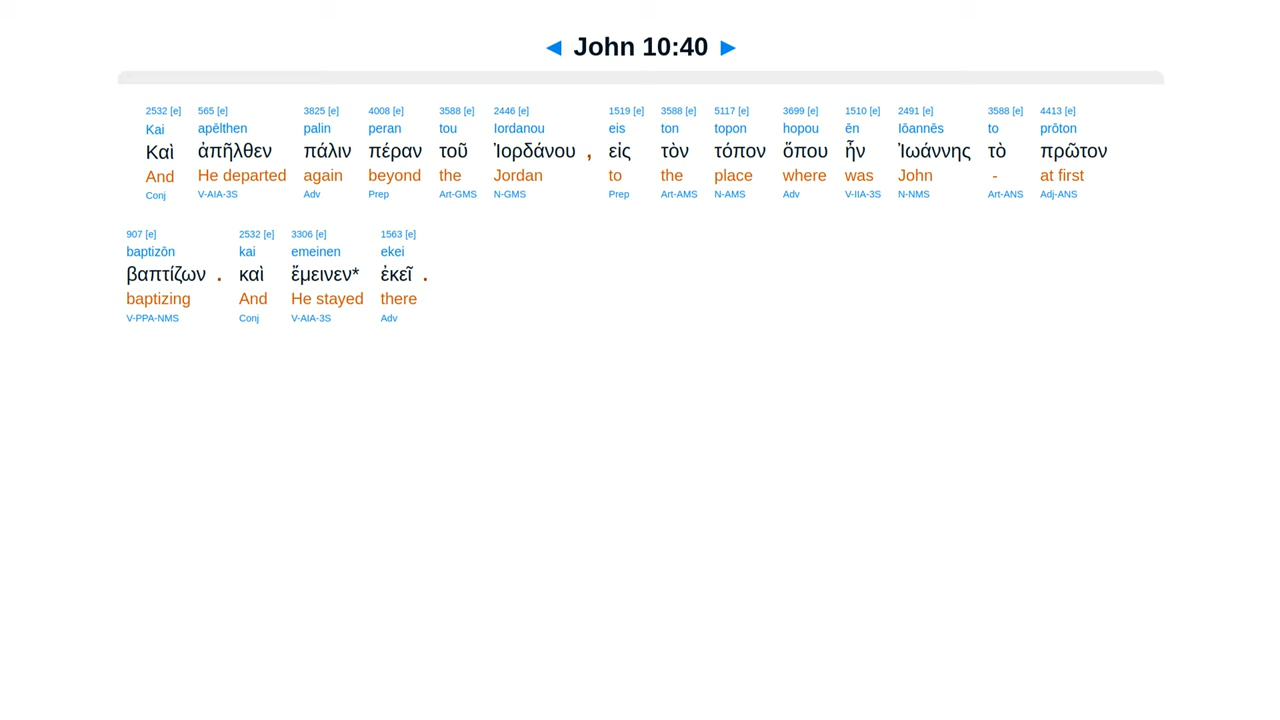 ◄ John 10:40 ►
2532 [e] 565 [e] 3825 [e] 4008 [e] 3588 [e] 2446 [e] 1519 [e] 3588 [e] 5117 [e] 3699 [e] 1510 [e] 2491 [e] 3588 [e] 4413 [e]
Kai apēlthen palin peran tou Iordanou eis ton topon hopou ēn Iōannēs to prōton
Καὶ ἀπῆλθεν πάλιν πέραν τοῦ Ἰορδάνου , εἰς τὸν τόπον ὅπου ἦν Ἰωάννης τὸ πρῶτον
And He departed again beyond the Jordan to the place where was John - at first
Conj V-AIA-3S Adv Prep Art-GMS N-GMS Prep Art-AMS N-AMS Adv V-IIA-3S N-NMS Art-ANS Adj-ANS
907 [e] 2532 [e] 3306 [e] 1563 [e]
baptizōn kai emeinen ekei
βαπτίζων . καὶ ἔμεινεν* ἐκεῖ .
baptizing And He stayed there
V-PPA-NMS Conj V-AIA-3S Adv